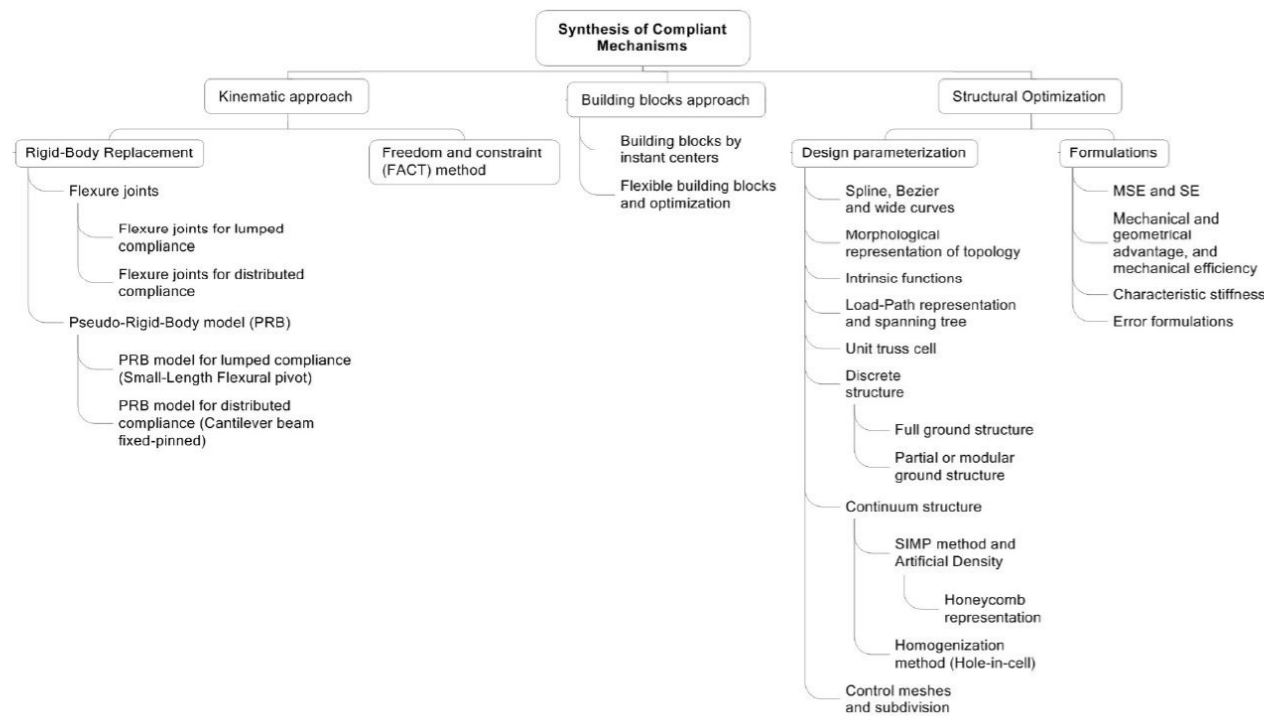 Synthesis of Compliant
Mechanisms
Kinematic approach
Building blocks approach
Structural Optimization
Rigid-Body Replacement
Freedom and constraint
(FACT) method
Building blocks by
instant centers
Flexible building blocks
and optimization
Design parameterization
Formulations
Flexure joints
Flexure joints for lumped
compliance
Flexure joints for distributed
compliance
Pseudo-Rigid-Body model (PRB)
PRB model for lumped compliance
(Small-Length Flexural pivot)
PRB model for distributed
compliance (Cantilever beam
fixed-pinned)
Spline, Bezier
and wide curves
Morphological
representation of topology
Intrinsic functions
Load-Path representation
and spanning tree
Unit truss cell
Discrete
structure
Full ground structure
Partial or modular
ground structure
Continuum structure
SIMP method and
Artificial Density
Honeycomb
representation
Homogenization
method (Hole-in-cell)
Control meshes
and subdivision
MSE and SE
Mechanical and
geometrical
advantage, and
mechanical efficiency
Characteristic stiffness
Error formulations